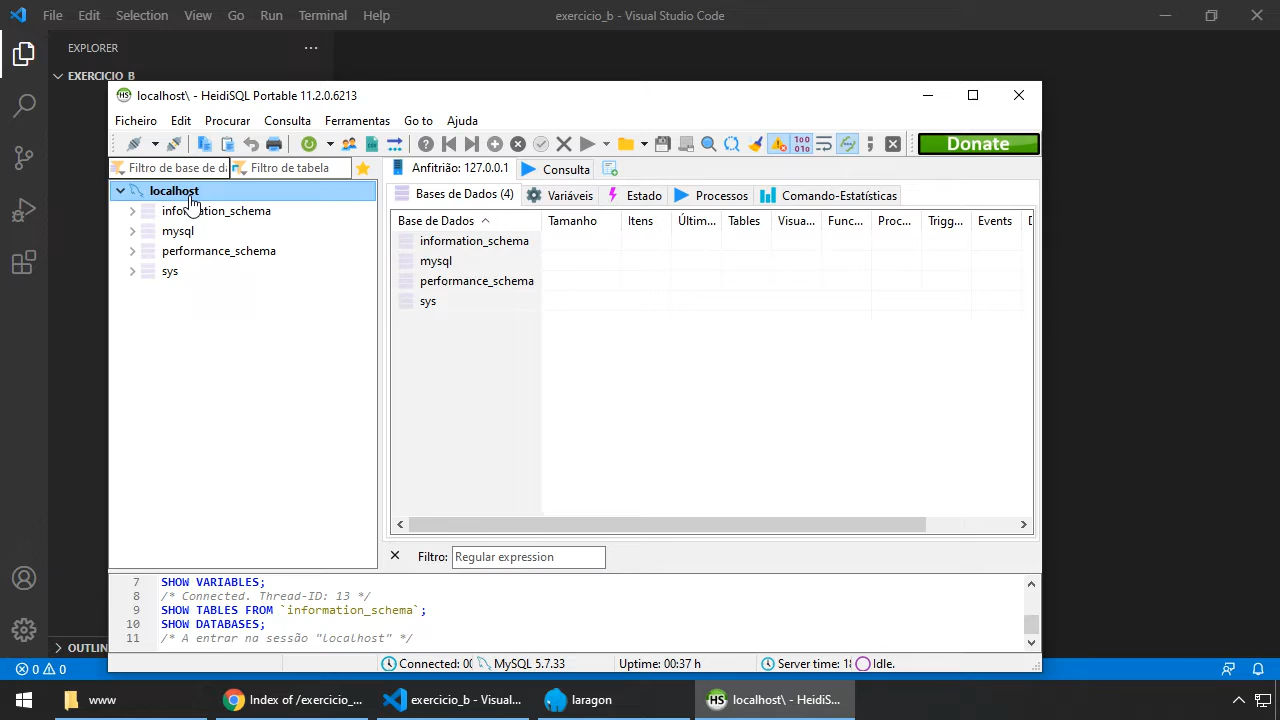 File Edit Selection View Go Run Terminal Help exercicio_b - Visual Studio Code
EXPLORER
EXERCICIO_B
localhost\ - HeidiSQL Portable 11.2.0.6213
Ficheiro Edit Procurar Consulta Ferramentas Go to Ajuda
Donate
Filtro de base de da Filtro de tabela Anfitrião: 127.0.0.1 Consulta
localhost
information_schema
mysql
performance_schema
sys
Bases de Dados (4) Variáveis Estado Processos Comando-Estatísticas
Base de Dados Tamanho Itens Últim... Tables Visua... Func... Proc... Trigg... Events D
information_schema
mysql
performance_schema
sys
Filtro: Regular expression
7 SHOW VARIABLES;
8 /* Connected. Thread-ID: 13 */
9 SHOW TABLES FROM `information_schema`;
10 SHOW DATABASES;
11 /* A entrar na sessão "localhost" */
OUTLIN
0 0
Connected: 00 MySQL 5.7.33 Uptime: 00:37 h Server time: 18 Idle.
www Index of /exercicio_... exercicio_b - Visual... laragon localhost\ - HeidiS...